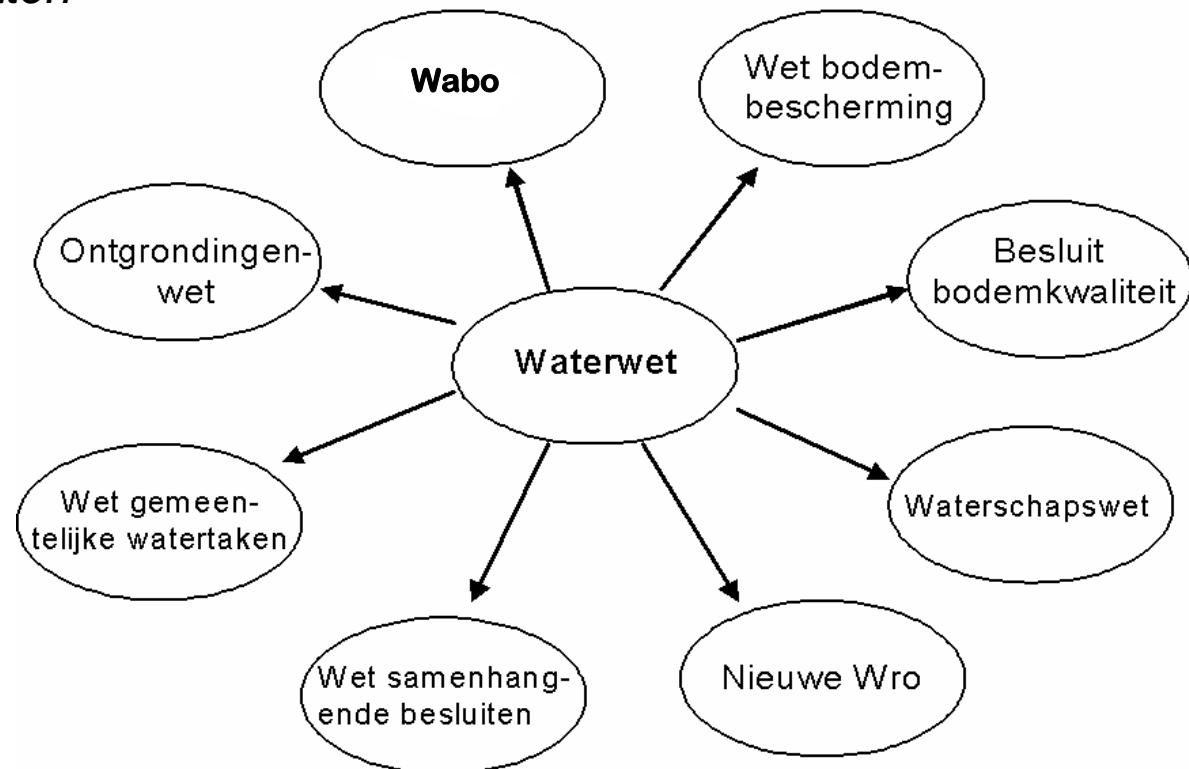 Wabo
Wet bodem-
bescherming
Ontgrondingen-
wet
Besluit
bodemkwaliteit
Waterwet
Wet gemeen-
telijke watertaken
Waterschapswet
Wet samenhang-
ende besluiten
Nieuwe Wro